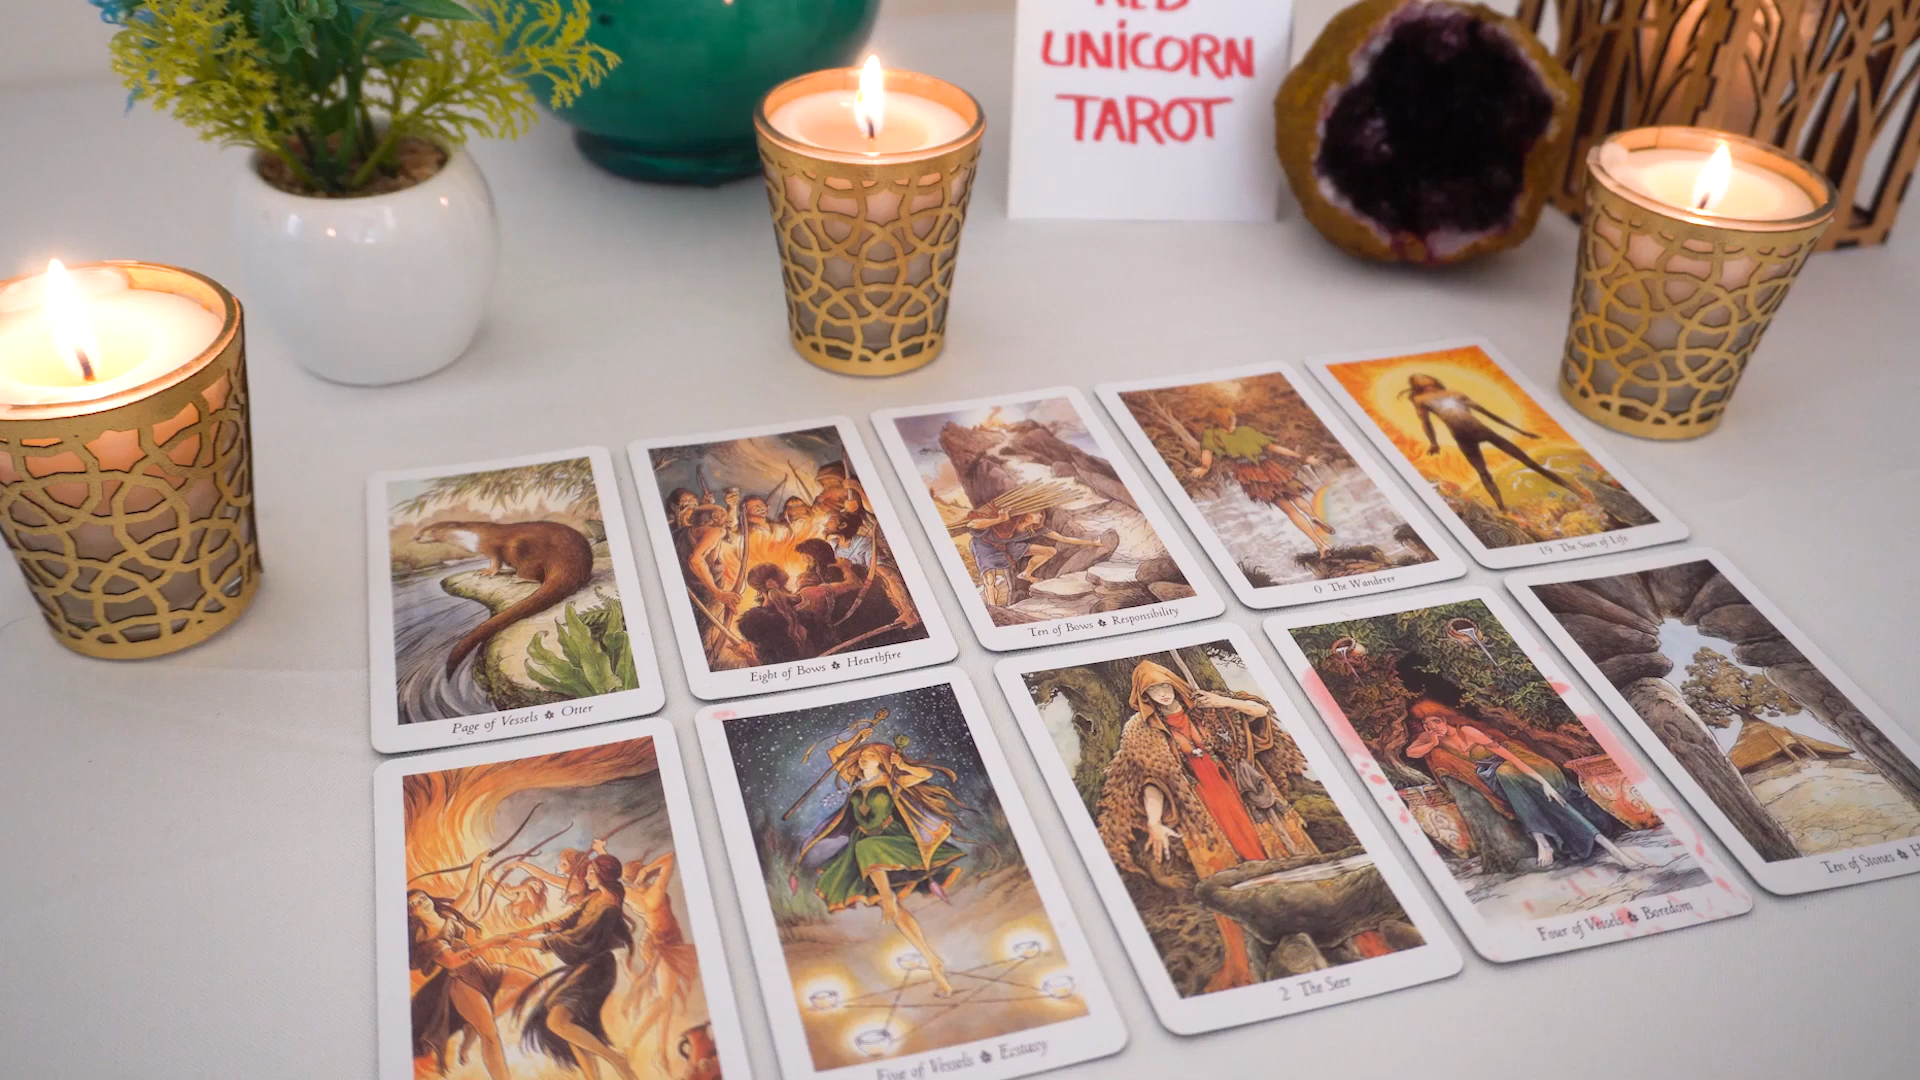 RED
UNICORN
TAROT
19 The Sun of Life
0 The Wanderer
Ten of Bows Responsibility
Eight of Bows Hearthfire
Page of Vessels Otter
Ten of Stones
Four of Vessels Boredom
2 The Seer
Five of Vessels Ecstasy